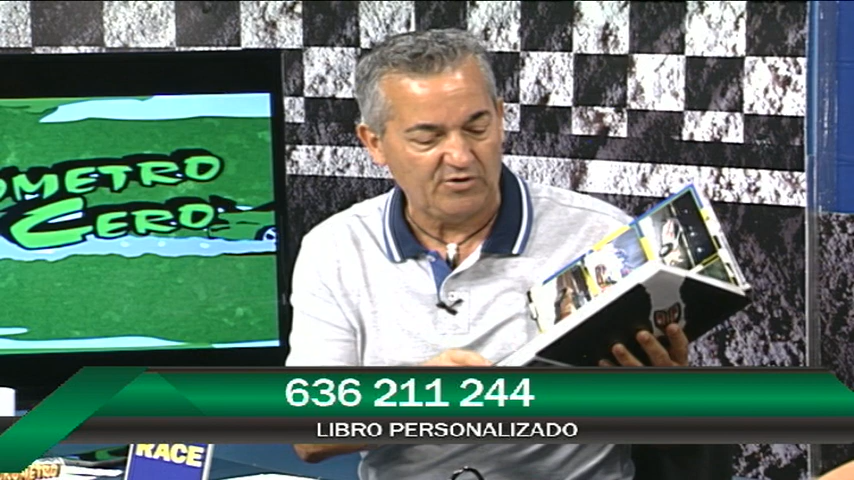 OMETRO
CERO
636 211 244
LIBRO PERSONALIZADO
RACE